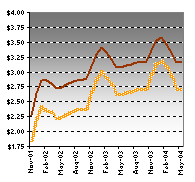 $4.00
$3.75
$3.50
$3.25
$3.00
$2.75
$2.50
$2.25
$2.00
$1.75
Nov-01
Feb-02
May-02
Aug-02
Nov-02
Feb-03
May-03
Aug-03
Nov-03
Feb-04
May-04